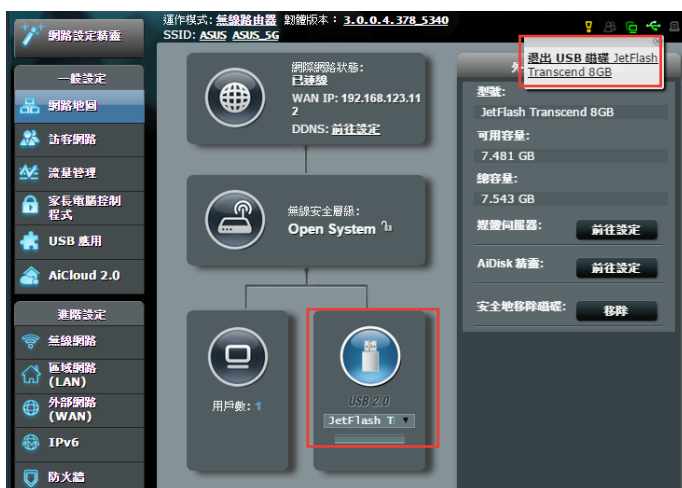 網路設定精靈
運作模式: 無線路由器 韌體版本: 3.0.0.4.378_5340
SSID: ASUS ASUS_5G
退出 USB 磁碟 JetFlash
Transcend 8GB
一般設定
網路地圖
訪客網路
流量管理
家長電腦控制
程式
USB 應用
AiCloud 2.0
進階設定
無線網路
區域網路
(LAN)
外部網路
(WAN)
IPv6
防火牆
網際網路狀態:
已連線
WAN IP: 192.168.123.11
2
DDNS: 前往設定
無線安全層級:
Open System
用戶數: 1
USB 2.0
JetFlash T
外
型號:
JetFlash Transcend 8GB
可用容量:
7.481 GB
總容量:
7.543 GB
媒體伺服器: 前往設定
AiDisk 精靈: 前往設定
安全地移除磁碟: 移除